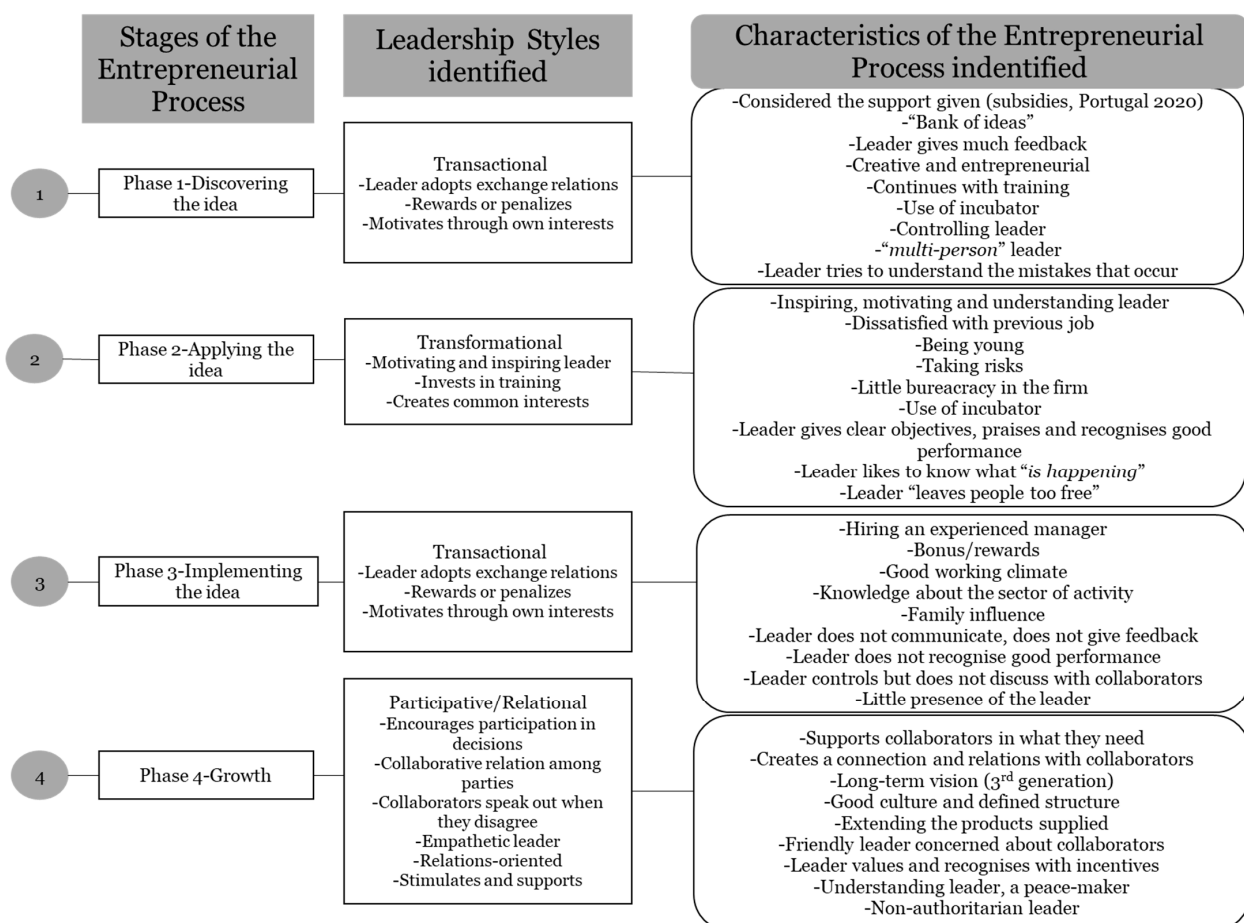 Stages of the
Entrepreneurial
Process
Leadership Styles
identified
Characteristics of the Entrepreneurial
Process indentified
1
Phase 1-Discovering
the idea
Transactional
-Leader adopts exchange relations
-Rewards or penalizes
-Motivates through own interests
-Considered the support given (subsidies, Portugal 2020)
-“Bank of ideas”
-Leader gives much feedback
-Creative and entrepreneurial
-Continues with training
-Use of incubator
-Controlling leader
-“multi-person” leader
-Leader tries to understand the mistakes that occur
2
Phase 2-Applying the
idea
Transformational
-Motivating and inspiring leader
-Invests in training
-Creates common interests
-Inspiring, motivating and understanding leader
-Dissatisfied with previous job
-Being young
-Taking risks
-Little bureacracy in the firm
-Use of incubator
-Leader gives clear objectives, praises and recognises good
performance
-Leader likes to know what “is happening”
-Leader “leaves people too free”
3
Phase 3-Implementing
the idea
Transactional
-Leader adopts exchange relations
-Rewards or penalizes
-Motivates through own interests
-Hiring an experienced manager
-Bonus/rewards
-Good working climate
-Knowledge about the sector of activity
-Family influence
-Leader does not communicate, does not give feedback
-Leader does not recognise good performance
-Leader controls but does not discuss with collaborators
-Little presence of the leader
4
Phase 4-Growth
Participative/Relational
-Encourages participation in
decisions
-Collaborative relation among
parties
-Collaborators speak out when
they disagree
-Empathetic leader
-Relations-oriented
-Stimulates and supports
-Supports collaborators in what they need
-Creates a connection and relations with collaborators
-Long-term vision (3rd generation)
-Good culture and defined structure
-Extending the products supplied
-Friendly leader concerned about collaborators
-Leader values and recognises with incentives
-Understanding leader, a peace-maker
-Non-authoritarian leader